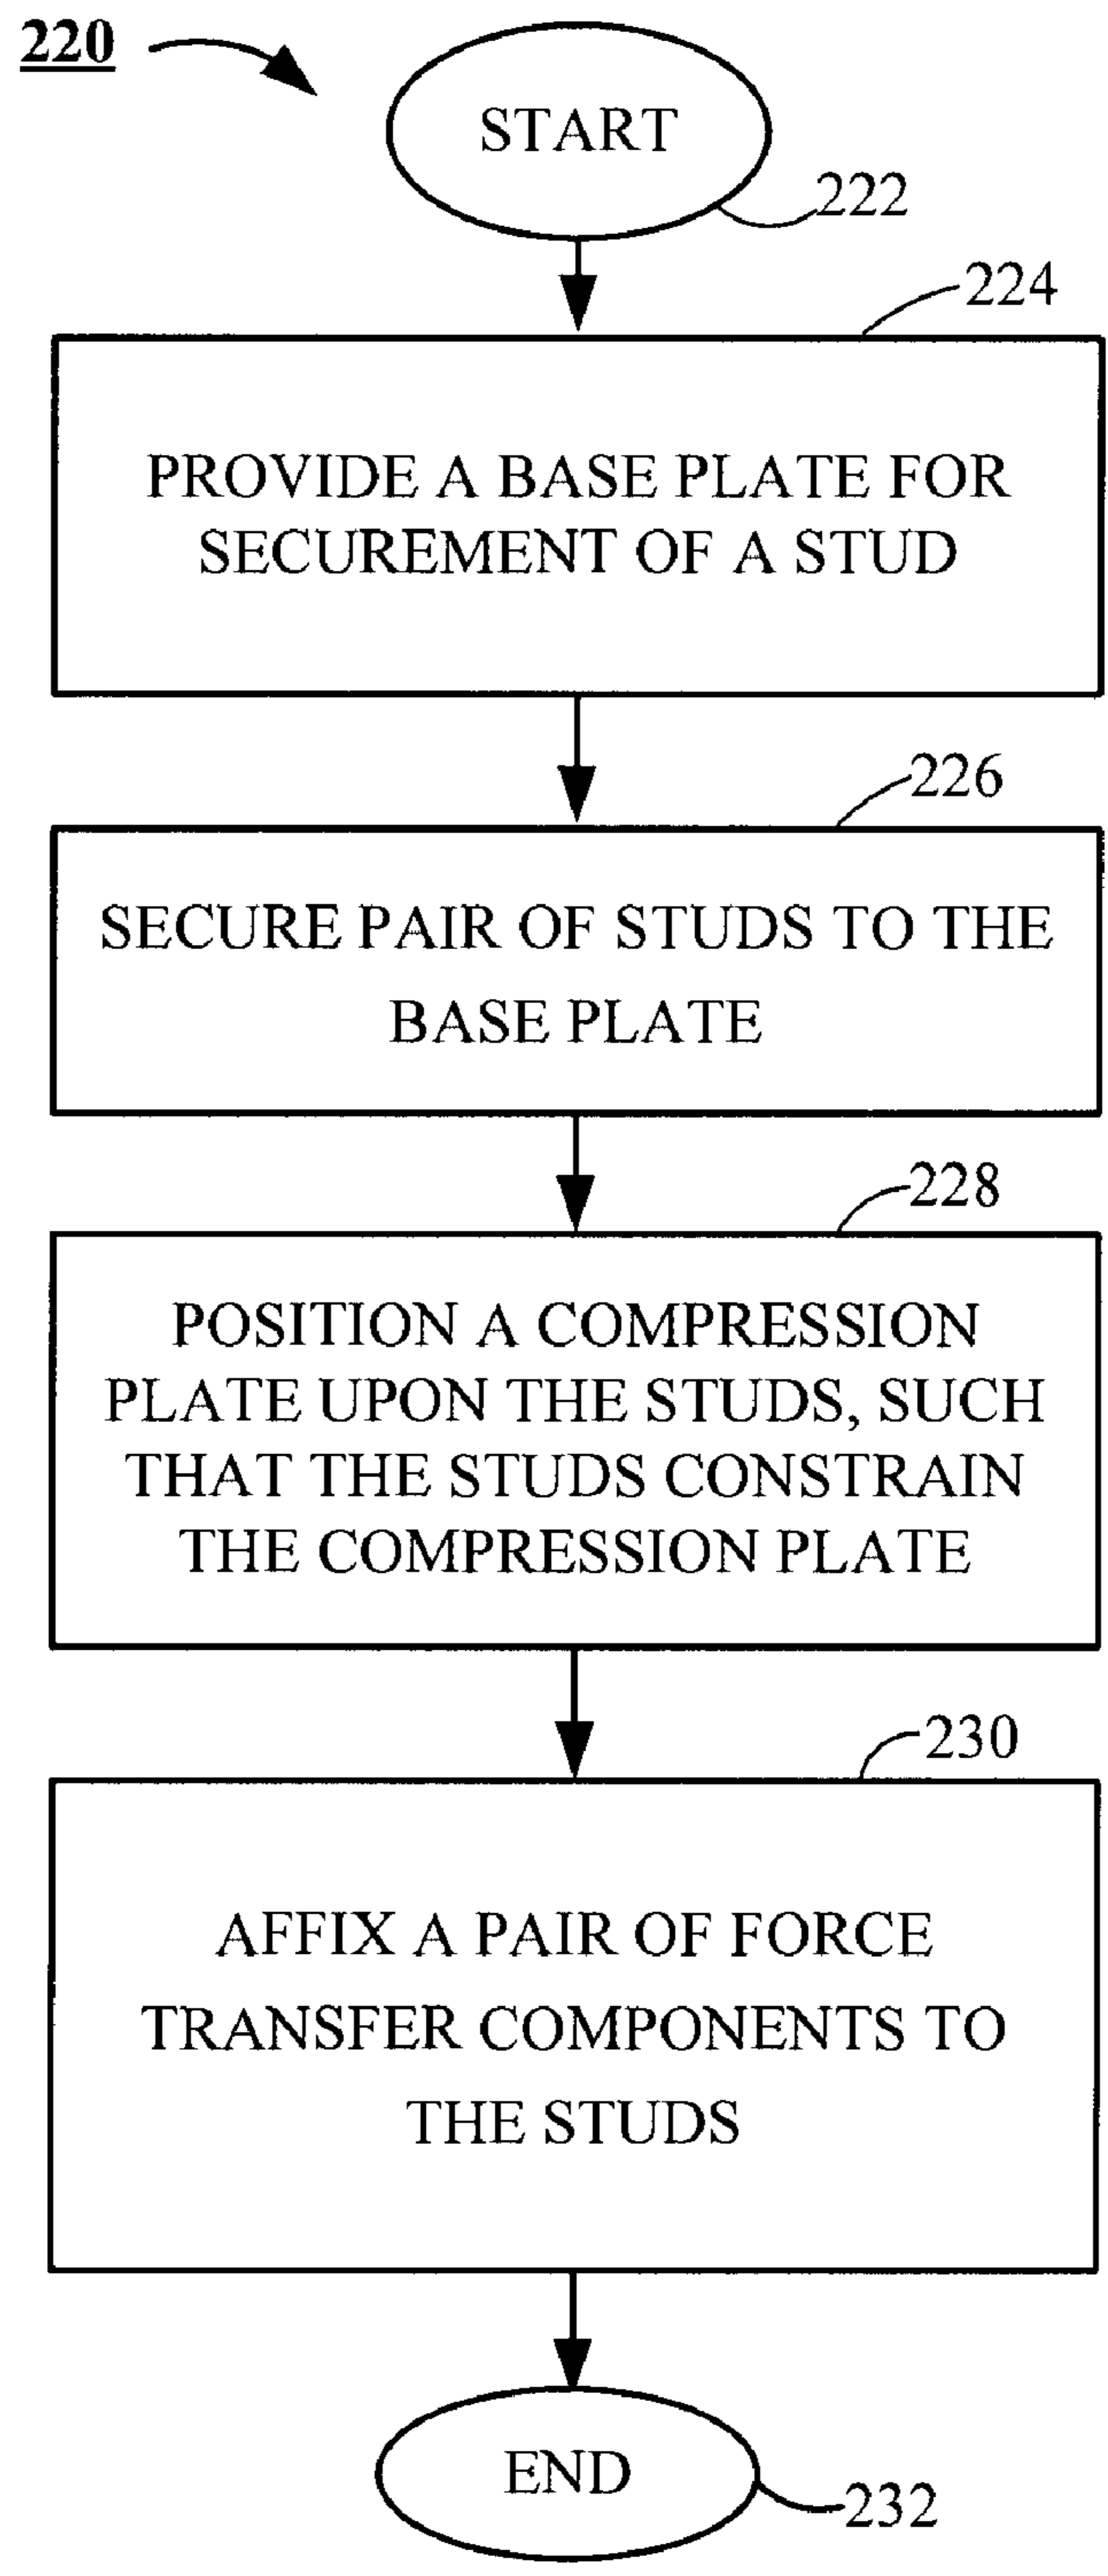 220
START
222
224
PROVIDE A BASE PLATE FOR
SECUREMENT OF A STUD
226
SECURE PAIR OF STUDS TO THE
BASE PLATE
228
POSITION A COMPRESSION
PLATE UPON THE STUDS, SUCH
THAT THE STUDS CONSTRAIN
THE COMPRESSION PLATE
230
AFFIX A PAIR OF FORCE
TRANSFER COMPONENTS TO
THE STUDS
END
232